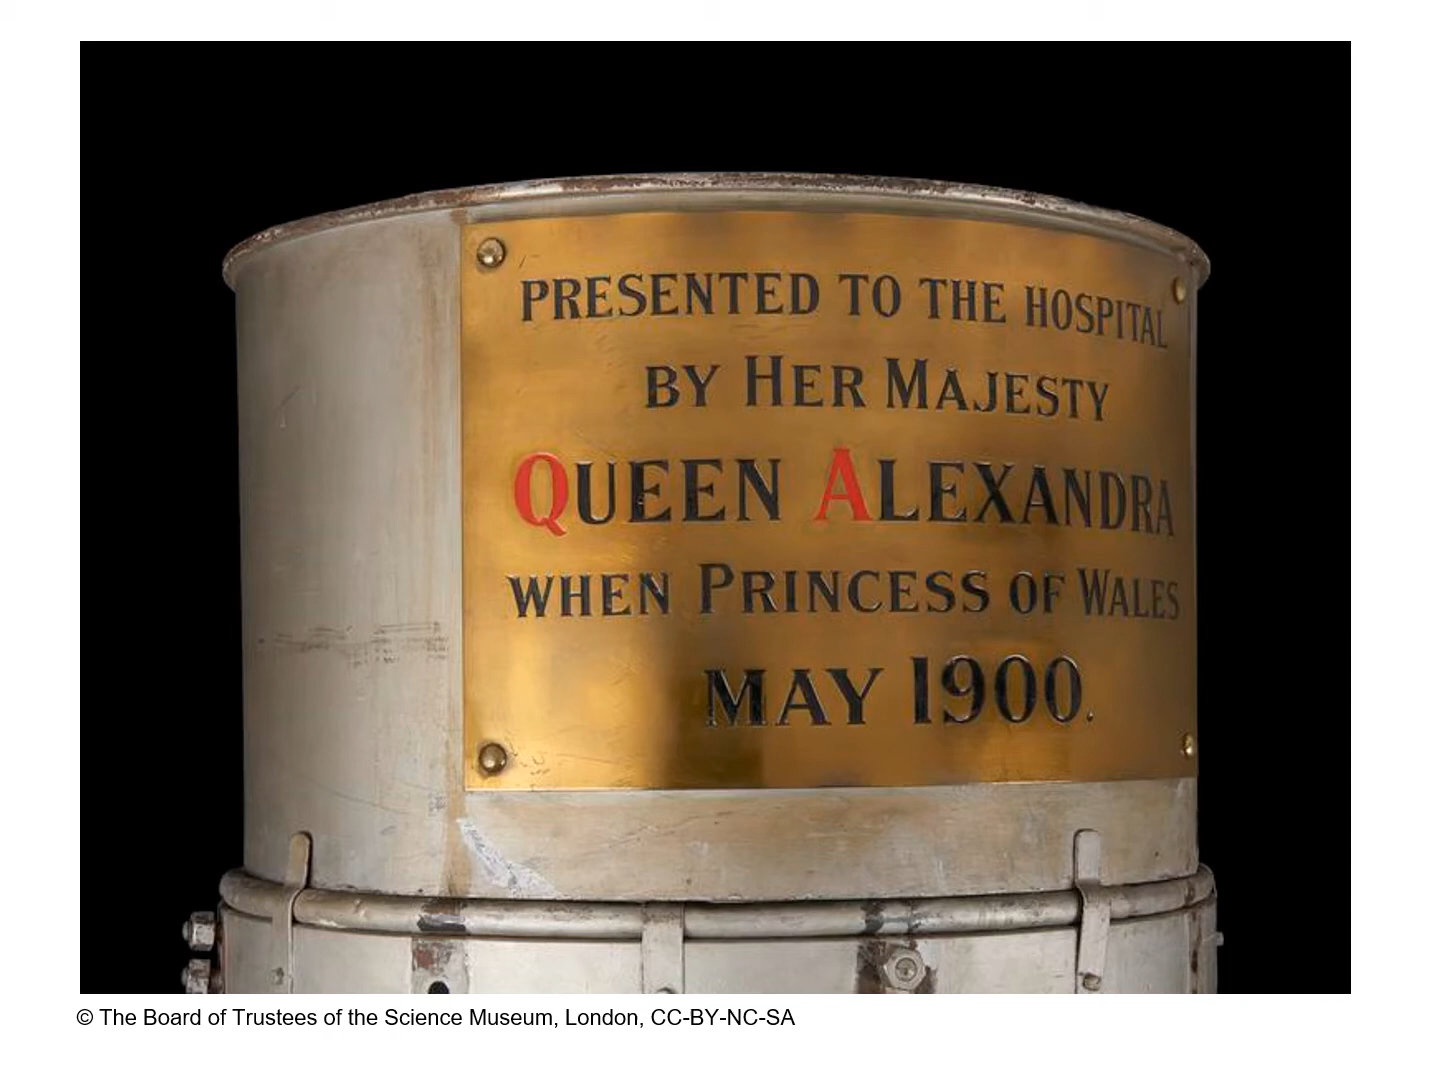 PRESENTED TO THE HOSPITAL
BY HER MAJESTY
QUEEN ALEXANDRA
WHEN PRINCESS OF WALES
MAY 1900.
© The Board of Trustees of the Science Museum, London, CC-BY-NC-SA